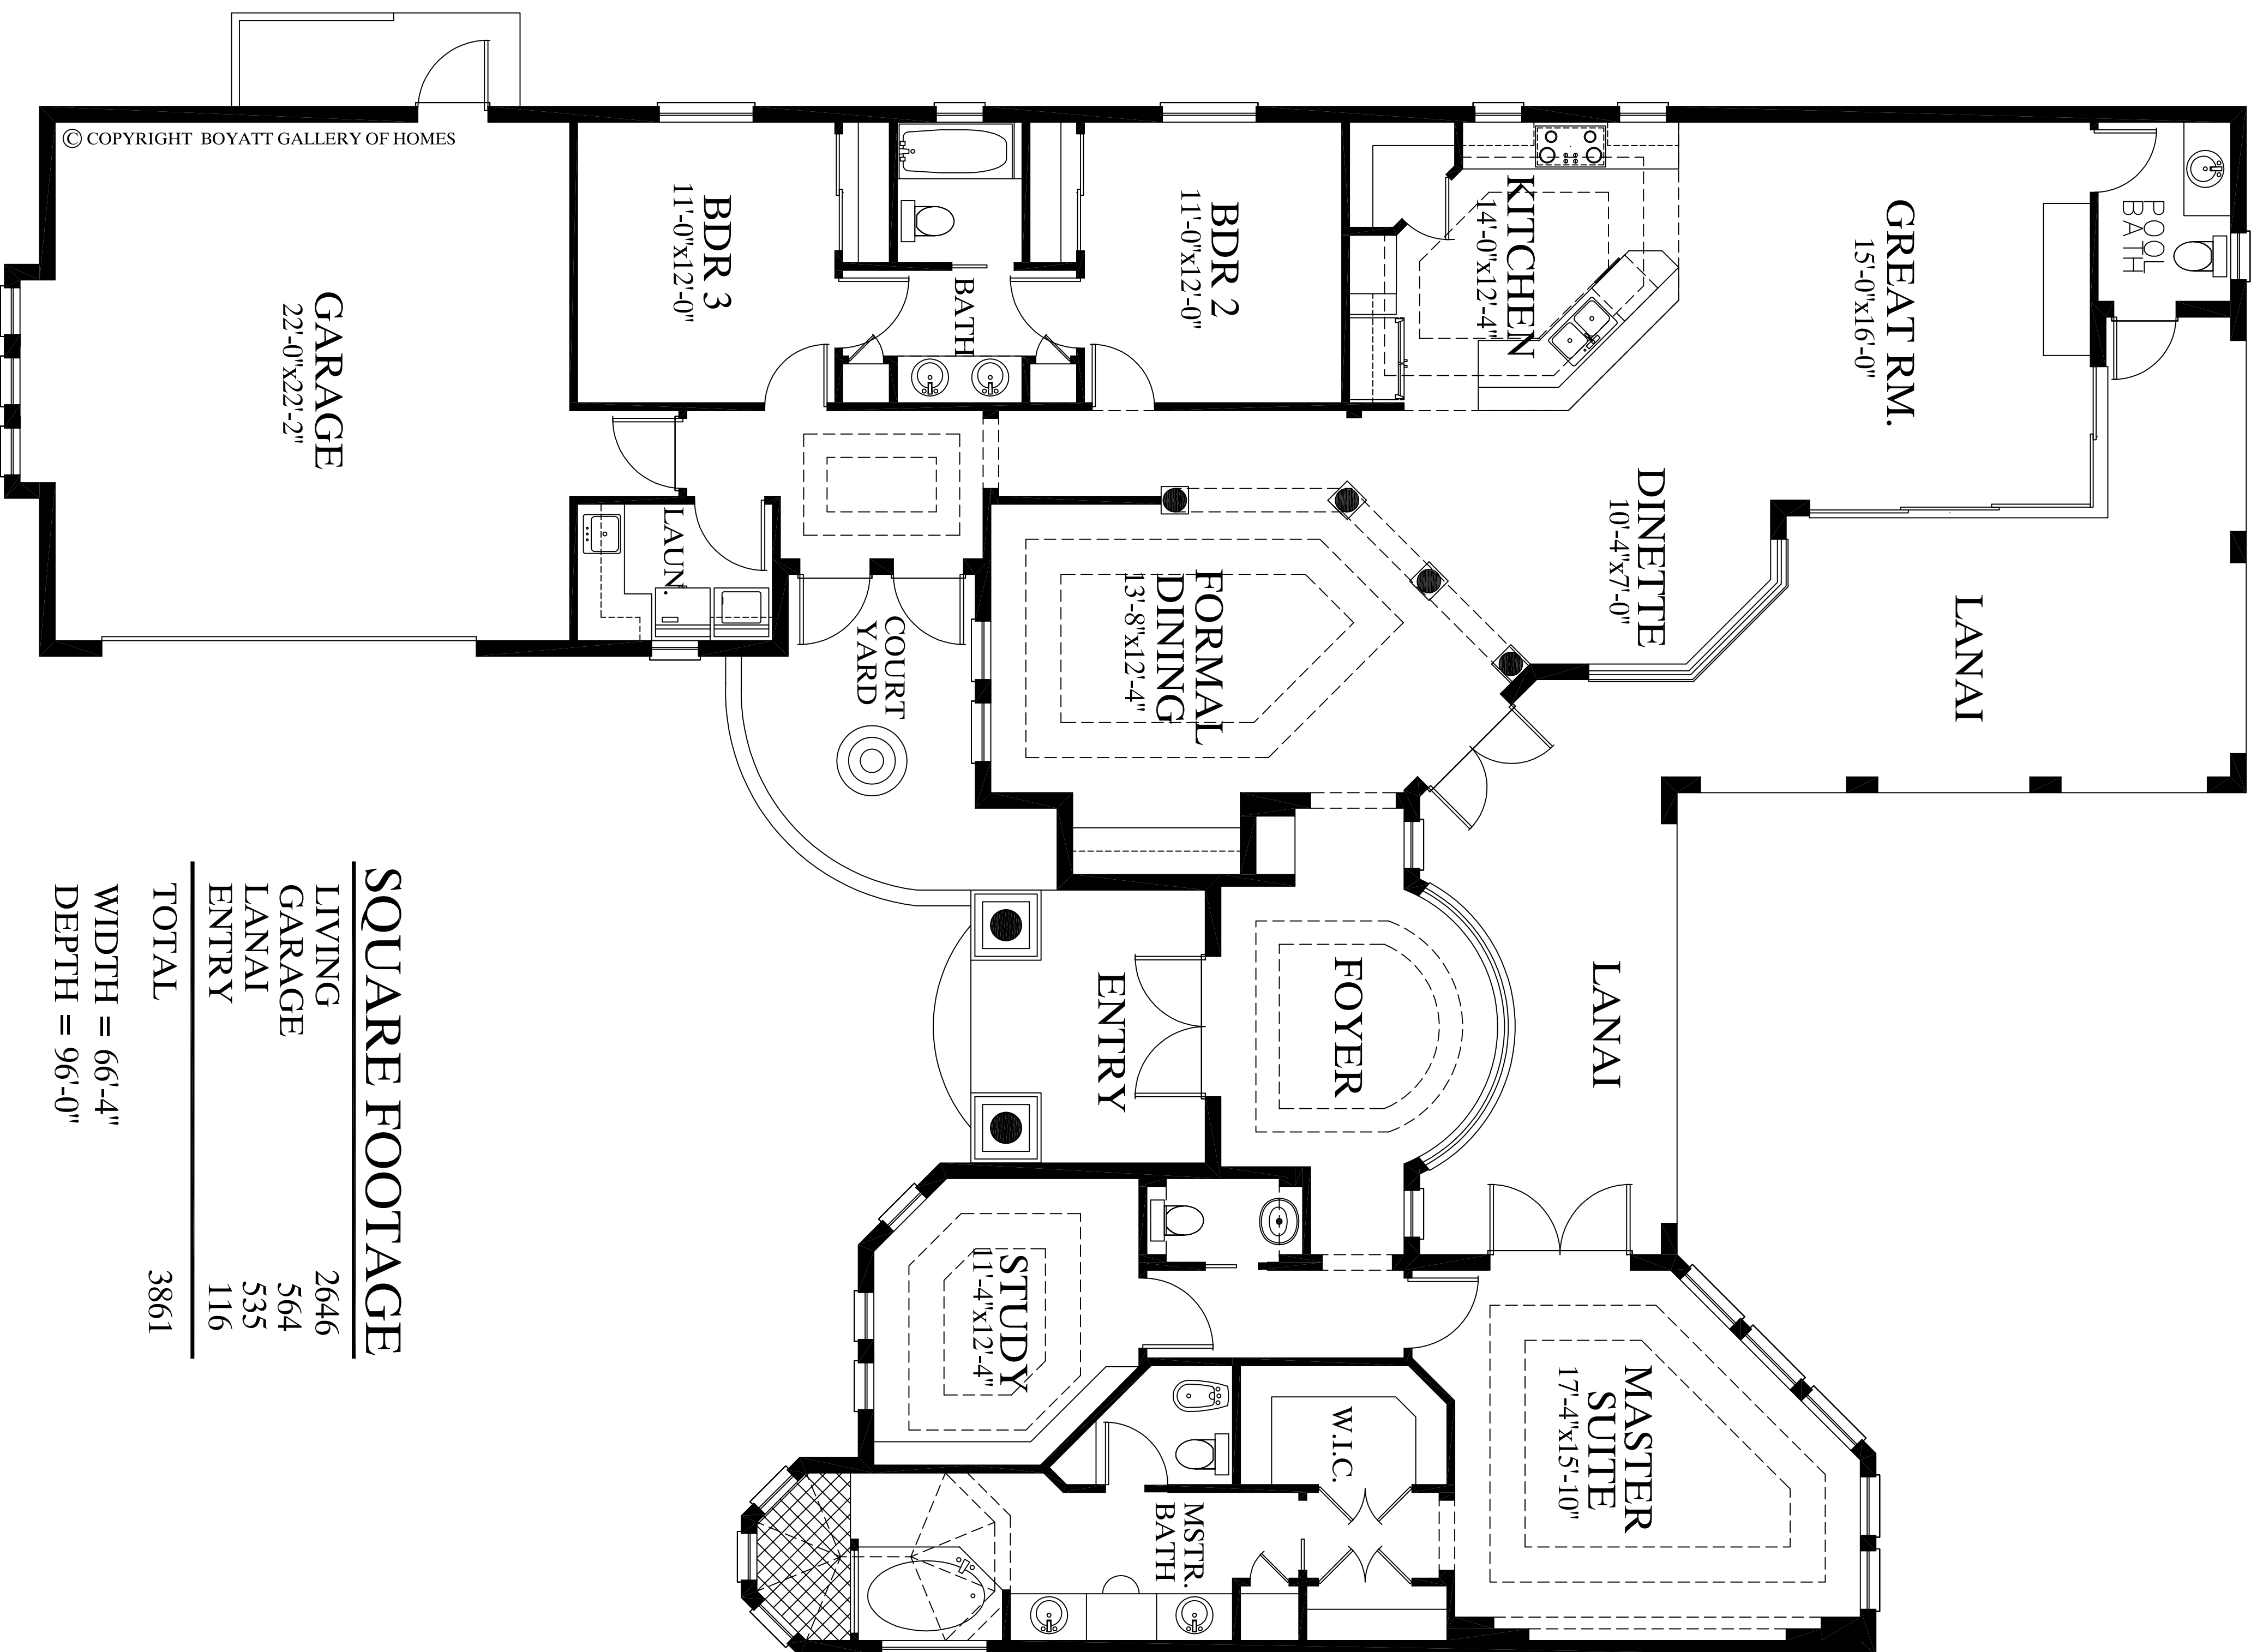 © COPYRIGHT BOYATT GALLERY OF HOMES
POOL
BATH
GREAT RM.
15'-0"x16'-0"
LANAI
KITCHEN
14'-0"x12'-4"
DINETTE
10'-4"x7'-0"
BDR 2
11'-0"x12'-0"
BATH
BDR 3
11'-0"x12'-0"
FORMAL
DINING
13'-8"x12'-4"
COURT
YARD
LAUN
GARAGE
22'-0"x22'-2"
LANAI
FOYER
ENTRY
MASTER
SUITE
17'-4"x15'-10"
W.I.C.
MSTR.
BATH
STUDY
11'-4"x12'-4"
SQUARE FOOTAGE
LIVING 2646
GARAGE 564
LANAI 535
ENTRY 116
TOTAL 3861
WIDTH = 66'-4"
DEPTH = 96'-0"